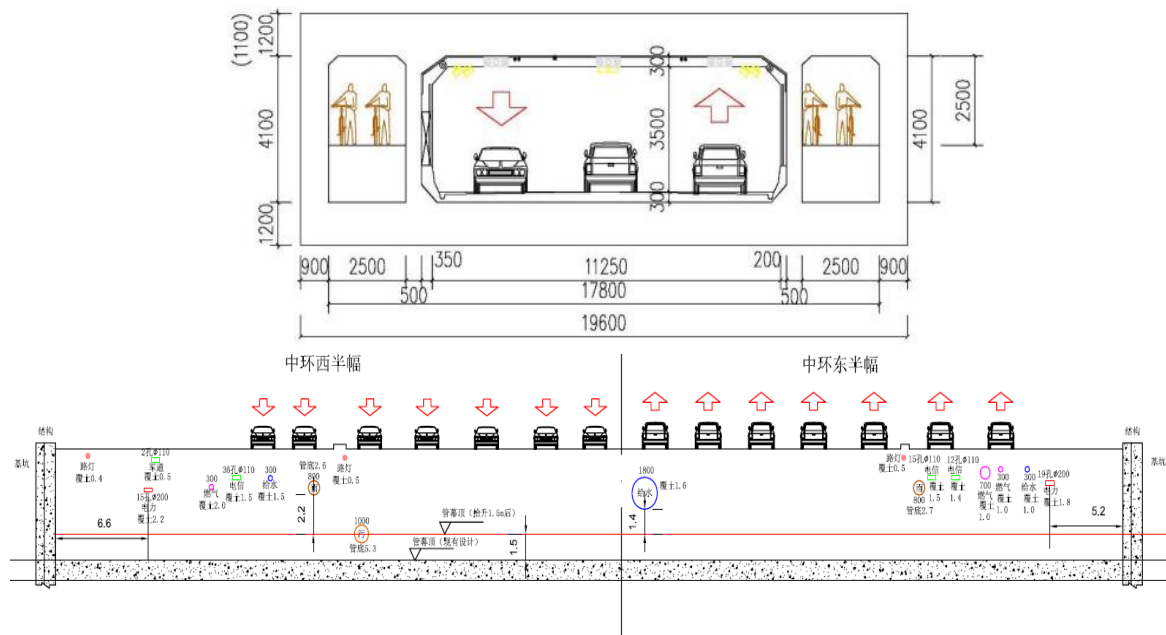 (1100)
1200
4100
1200
300
3500
300
4100
2500
900
2500
350
11250
200
2500
900
500
17800
500
19600
中环西半幅
中环东半幅
结构
基坑
路灯
覆土0.4
2孔Φ110
覆土0.5
15孔Φ200
电力
覆土2.2
300
燃气
覆土2.0
36孔Φ110
电信
覆土1.5
300
给水
覆土1.5
管底2.6
800
雨
路灯
覆土0.5
1000
污
管底5.3
6.6
2.2
管幕顶（抬升1.5m后）
管幕顶（既有设计）
1.5
1800
给水
覆土1.6
1.4
路灯
覆土0.5
15孔Φ110
电信
覆土
1.5
800
管底2.7
12孔Φ110
电信
覆土
1.4
700
燃气
覆土
1.0
300
燃气
覆土
1.0
300
给水
覆土
1.0
19孔Φ200
电力
覆土1.8
5.2
结构
基坑